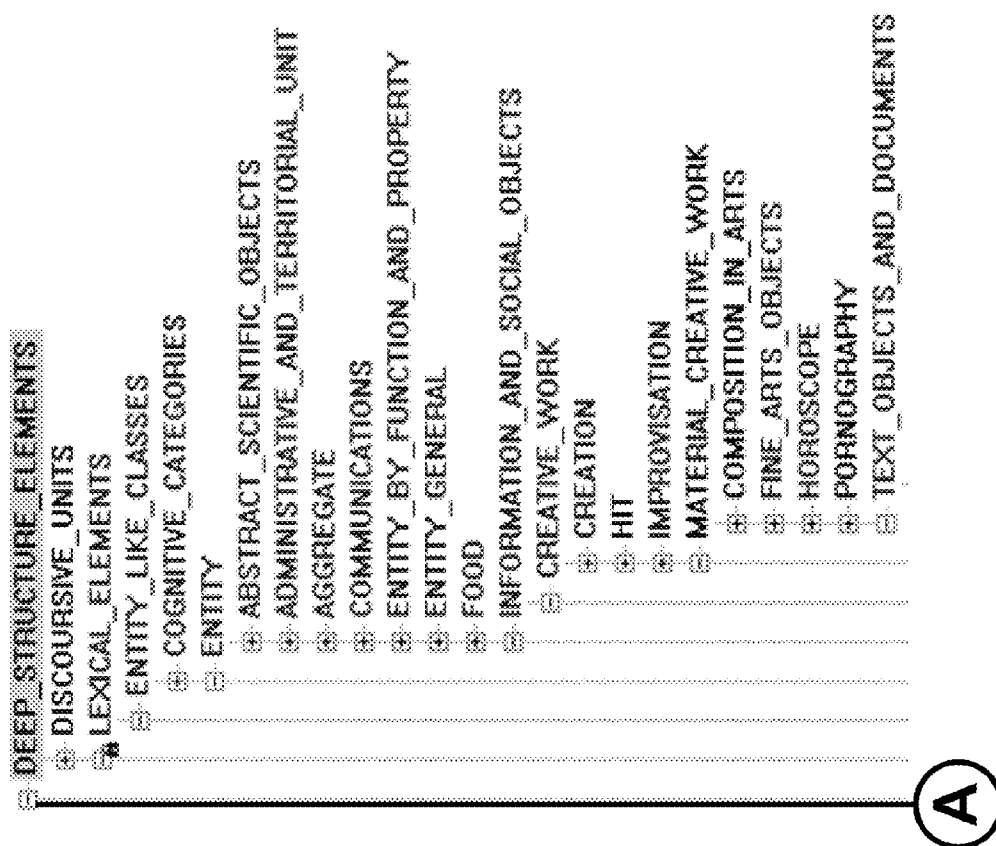 DEEP_STRUCTURE_ELEMENTS
DISCOURSIVE_UNITS
LEXICAL_ELEMENTS
ENTITY_LIKE_CLASSES
COGNITIVE_CATEGORIES
ENTITY
ABSTRACT_SCIENTIFIC_OBJECTS
ADMINISTRATIVE_AND_TERRITORIAL_UNIT
AGGREGATE
COMMUNICATIONS
ENTITY_BY_FUNCTION_AND_PROPERTY
ENTITY_GENERAL
FOOD
INFORMATION_AND_SOCIAL_OBJECTS
CREATIVE_WORK
CREATION
HIT
IMPROVISATION
MATERIAL_CREATIVE_WORK
COMPOSITION_IN_ARTS
FINE_ARTS_OBJECTS
HOROSCOPE
PORNOGRAPHY
TEXT_OBJECTS_AND_DOCUMENTS
A